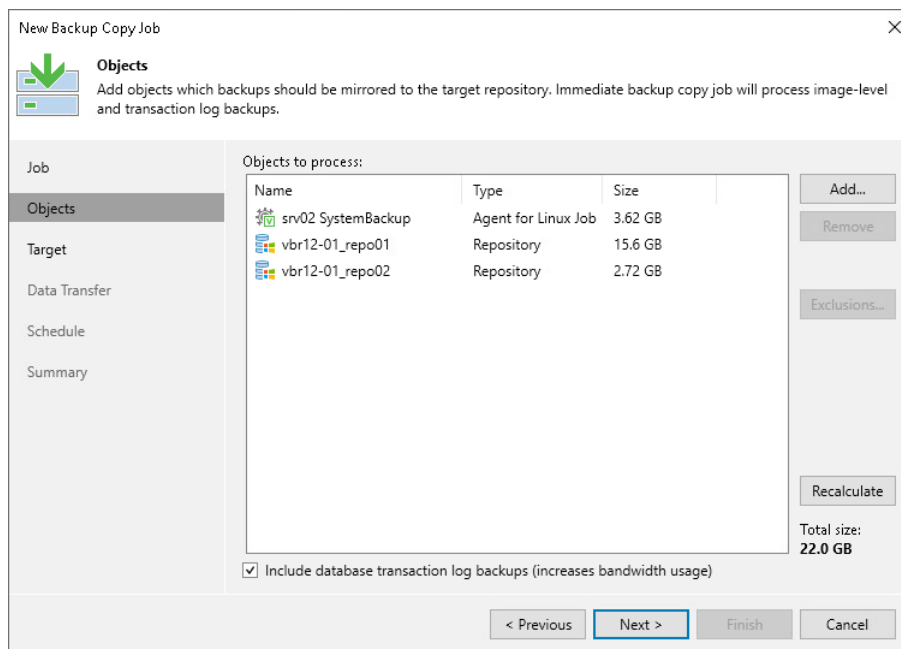 New Backup Copy Job
Objects
Add objects which backups should be mirrored to the target repository. Immediate backup copy job will process image-level
and transaction log backups.
Job
Objects
Target
Data Transfer
Schedule
Summary
Objects to process:
Name Type Size
srv02 SystemBackup Agent for Linux Job 3.62 GB
vbr12-01_repo01 Repository 15.6 GB
vbr12-01_repo02 Repository 2.72 GB
Add...
Remove
Exclusions...
Recalculate
Total size:
22.0 GB
Include database transaction log backups (increases bandwidth usage)
< Previous Next > Finish Cancel